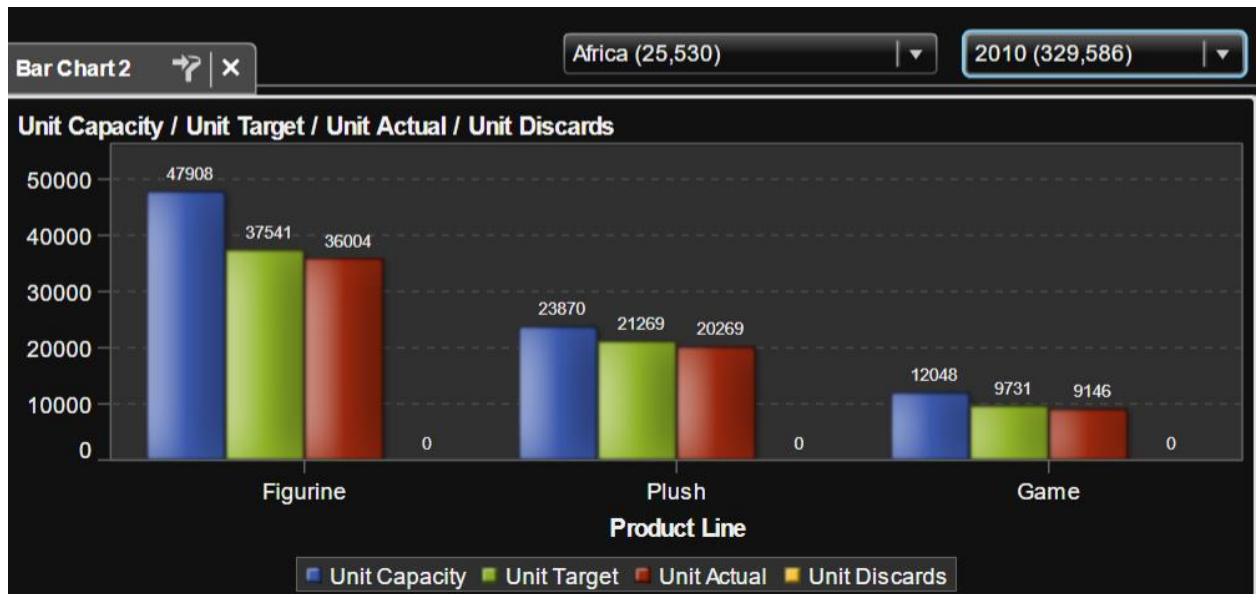 Africa (25,530)
2010 (329,586)
Bar Chart 2
Unit Capacity / Unit Target / Unit Actual / Unit Discards
50000
40000
30000
20000
10000
0
47908
37541
36004
0
23870
21269
20269
0
12048
9731
9146
0
Figurine
Plush
Game
Product Line
Unit Capacity Unit Target Unit Actual Unit Discards